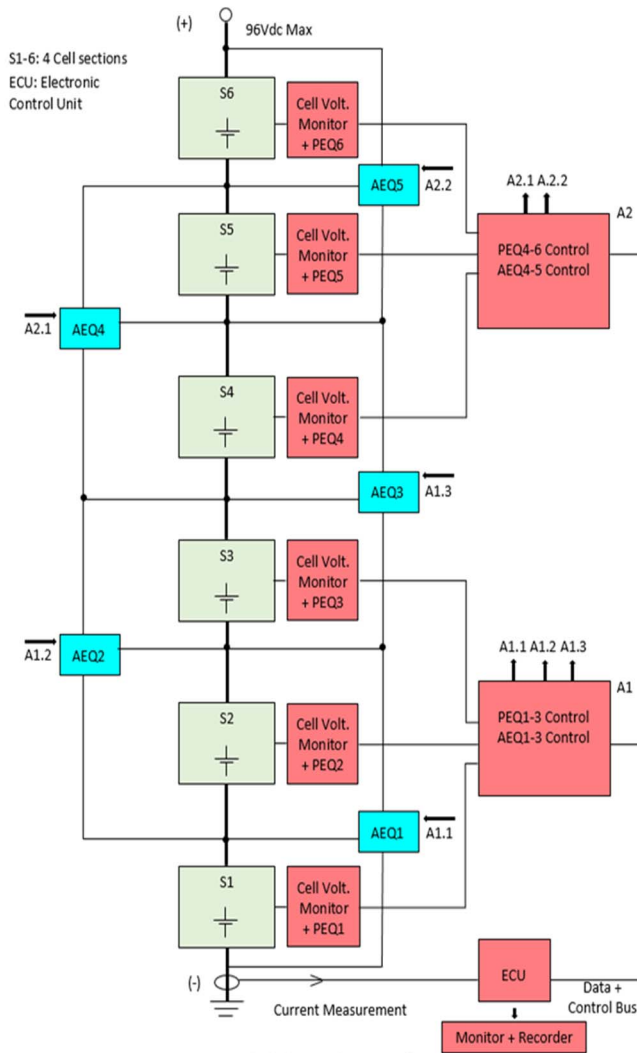 (+)
96Vdc Max
S1-6: 4 Cell sections
ECU: Electronic
Control Unit
S6
Cell Volt.
Monitor
+ PEQ6
AEQ5
A2.2
A2.1 A.2.2
A2
PEQ4-6 Control
AEQ4-5 Control
S5
Cell Volt.
Monitor
+ PEQ5
A2.1
AEQ4
S4
Cell Volt.
Monitor
+ PEQ4
AEQ3
A1.3
S3
Cell Volt.
Monitor
+ PEQ3
A1.2
AEQ2
A1.1 A1.2 A1.3
A1
PEQ1-3 Control
AEQ1-3 Control
S2
Cell Volt.
Monitor
+ PEQ2
AEQ1
A1.1
S1
Cell Volt.
Monitor
+ PEQ1
(-)
Current Measurement
ECU
Data +
Control Bus
Monitor + Recorder